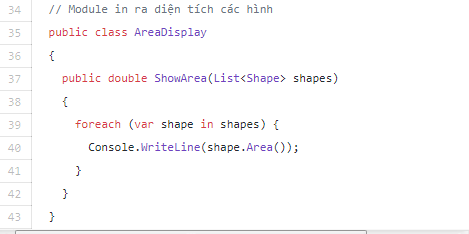 34 // Module in ra diện tích các hình
35 public class AreaDisplay
36 {
37 public double ShowArea(List<Shape> shapes)
38 {
39 foreach (var shape in shapes) {
40 Console.WriteLine(shape.Area());
41 }
42 }
43 }